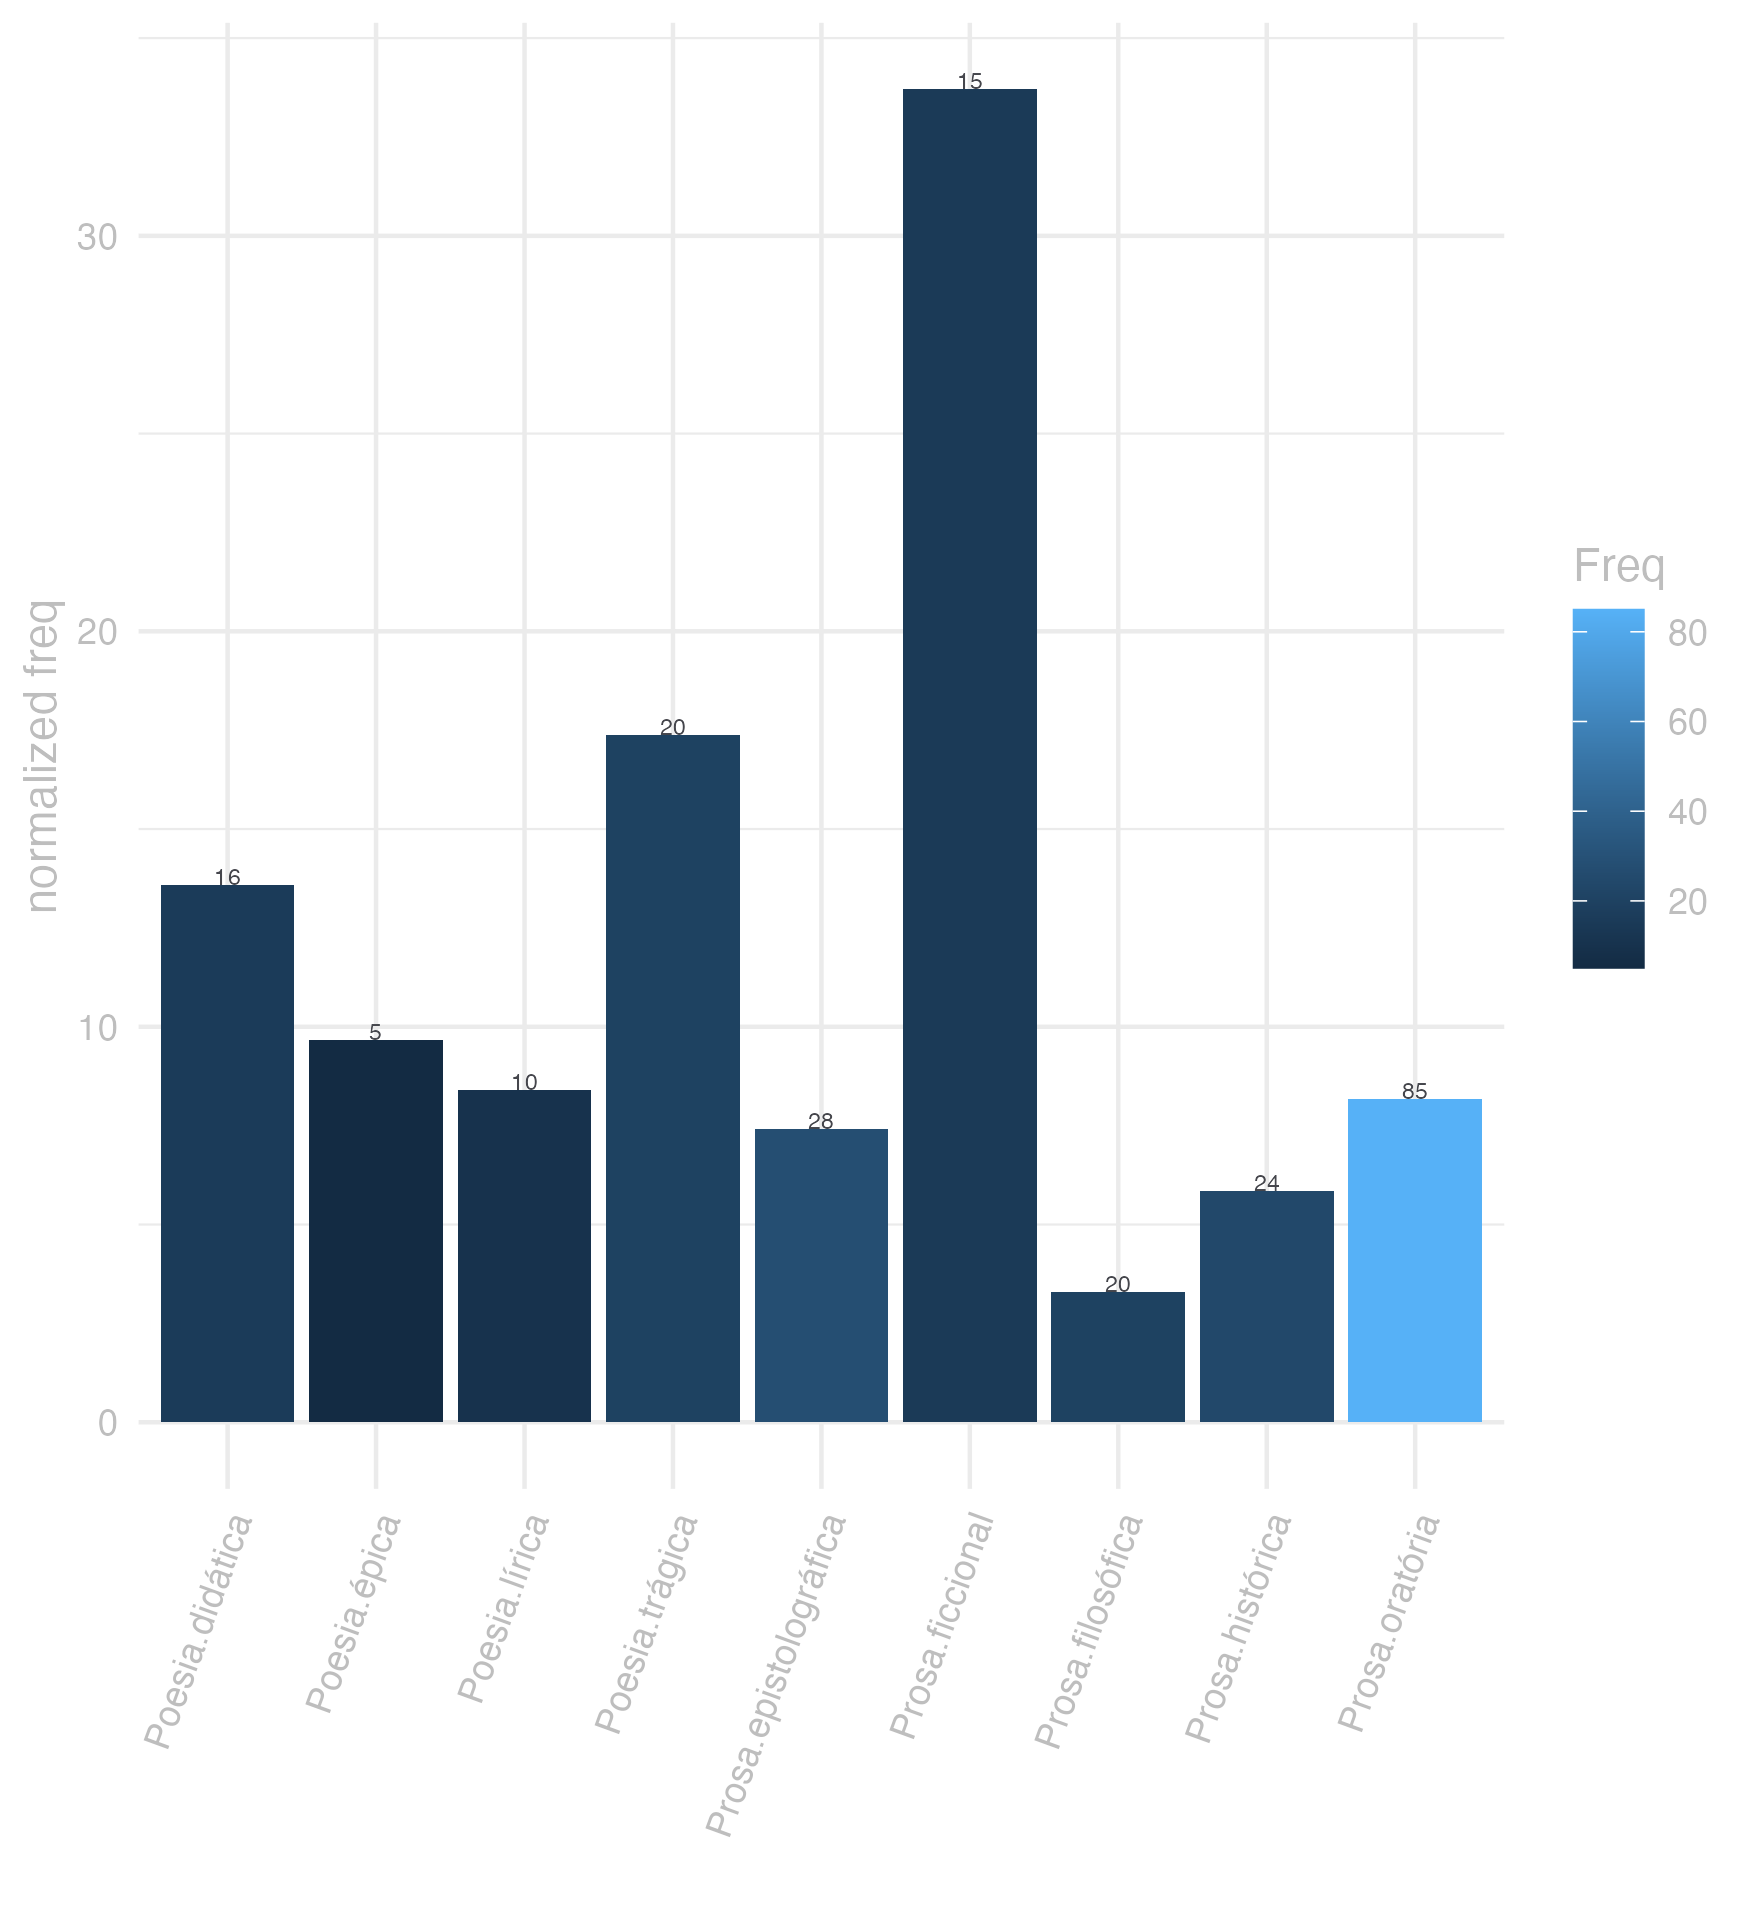 normalized freq
30
20
10
0
16
5
10
20
28
15
20
24
85
Poesia.didática
Poesia.épica
Poesia.lírica
Poesia.trágica
Prosa.epistolográfica
Prosa.ficcional
Prosa.filosófica
Prosa.histórica
Prosa.oratória
Freq
80
60
40
20